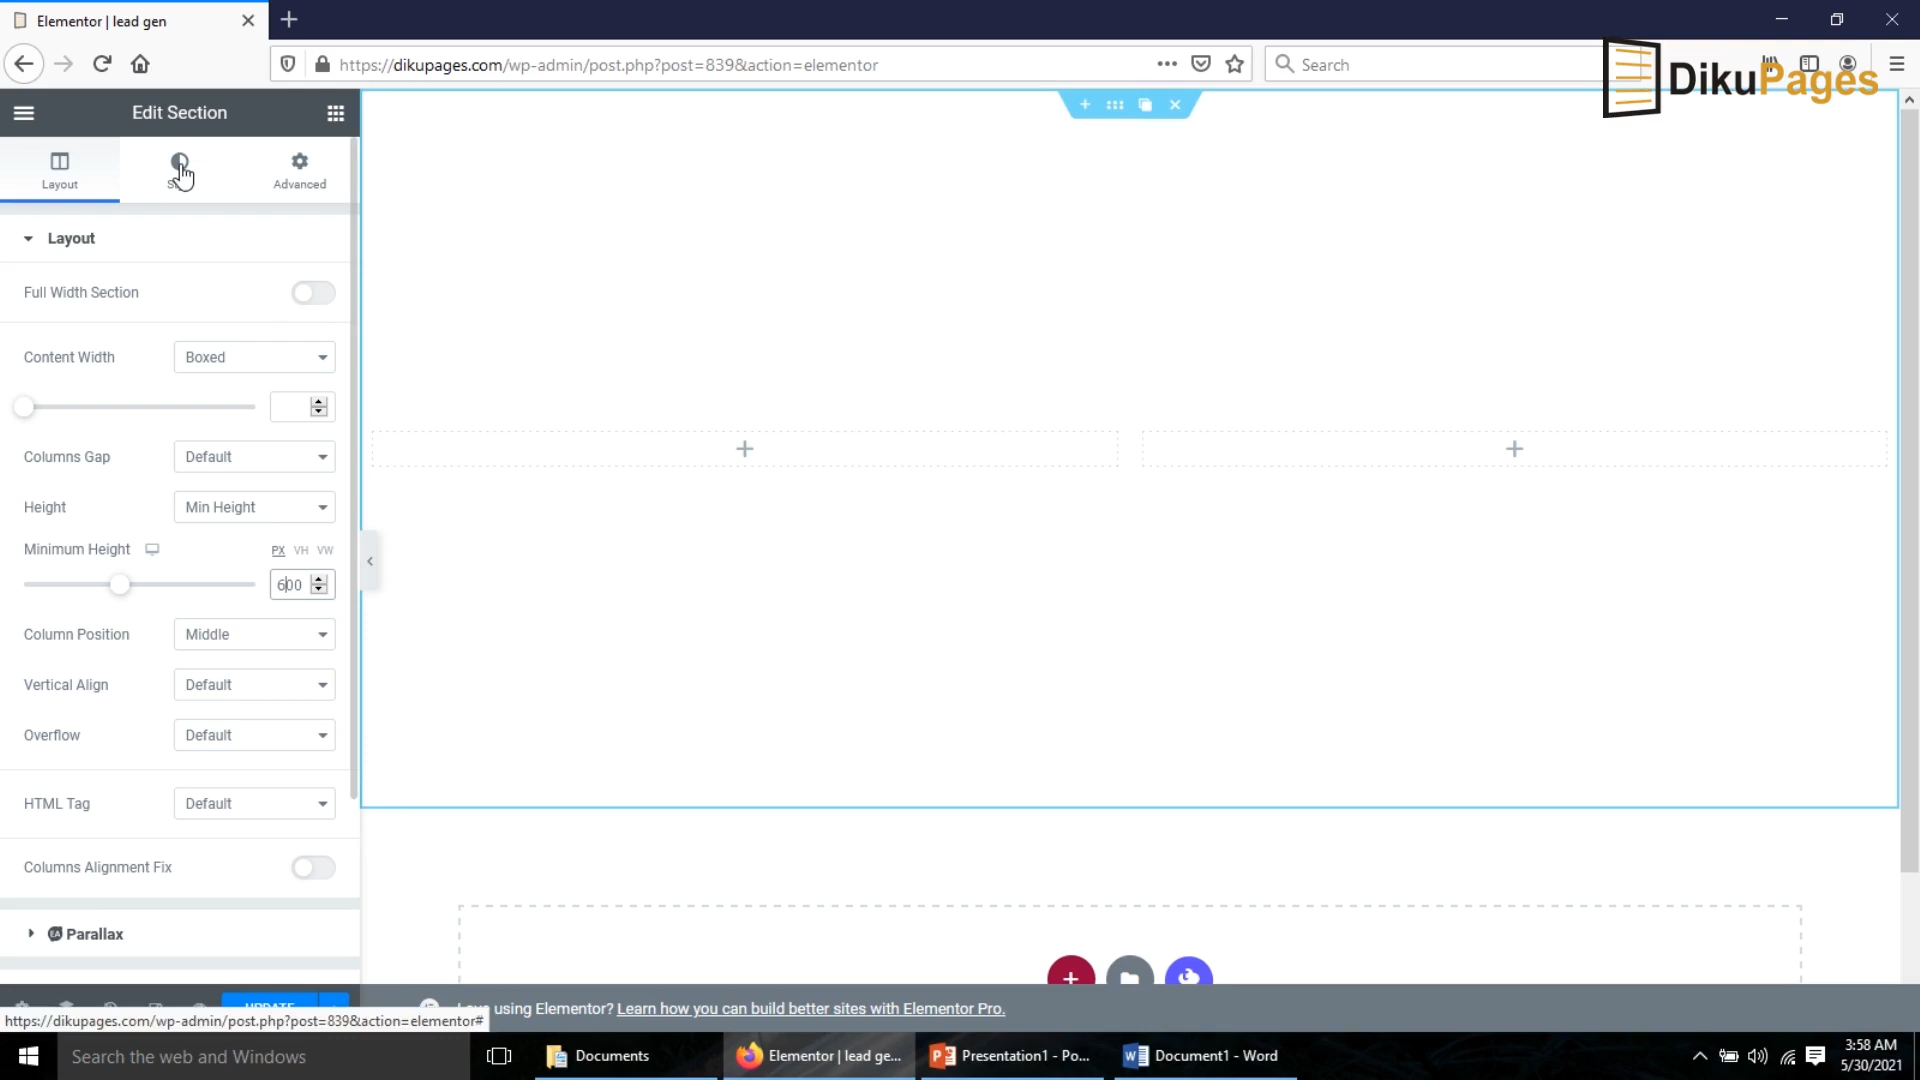 Elementor | lead gen
https://dikupages.com/wp-admin/post.php?post=839&action=elementor
Search
DikuPages
Edit Section
Layout
Advanced
Layout
Full Width Section
Content Width
Boxed
Columns Gap
Default
Height
Min Height
Minimum Height
PX VH VW
600
Column Position
Middle
Vertical Align
Default
Overflow
Default
HTML Tag
Default
Columns Alignment Fix
EA Parallax
UPDATE
using Elementor? Learn how you can build better sites with Elementor Pro.
https://dikupages.com/wp-admin/post.php?post=839&action=elementor#
Search the web and Windows
Documents
Elementor | lead ge...
Presentation1 - Po...
Document1 - Word
3:58 AM
5/30/2021